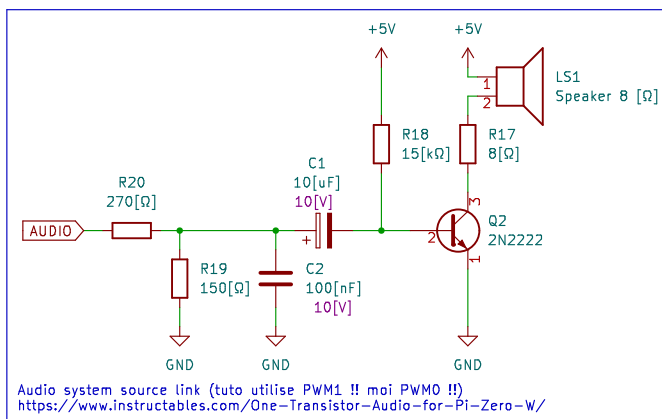 +5V
+5V
LS1
1
2
Speaker 8 [Ω]
R18
15[kΩ]
R17
8[Ω]
C1
10[uF]
10[V]
+
R20
270[Ω]
AUDIO
3
2
1
Q2
2N2222
R19
150[Ω]
C2
100[nF]
10[V]
GND
GND
GND
Audio system source link (tuto utilise PWM1 !! moi PWM0 !!)
https://www.instructables.com/One-Transistor-Audio-for-Pi-Zero-W/